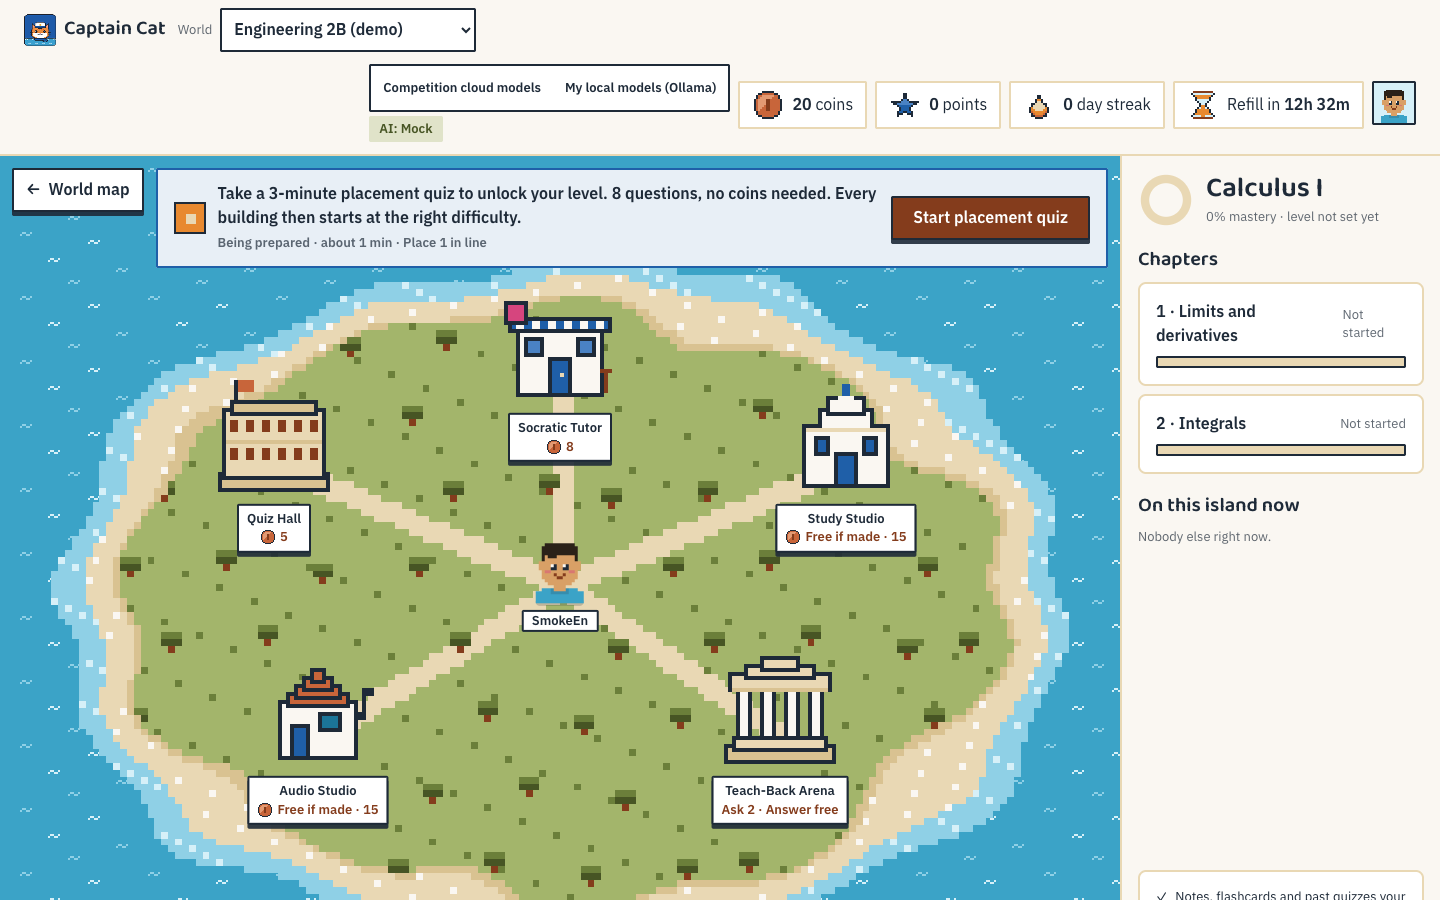 Captain Cat
World
Engineering 2B (demo)
Competition cloud models
My local models (Ollama)
AI: Mock
20 coins
0 points
0 day streak
Refill in 12h 32m
← World map
Take a 3-minute placement quiz to unlock your level. 8 questions, no coins needed. Every
building then starts at the right difficulty.
Being prepared · about 1 min · Place 1 in line
Start placement quiz
Calculus I
0% mastery · level not set yet
Chapters
1 · Limits and
derivatives
Not
started
2 · Integrals
Not started
On this island now
Nobody else right now.
Socratic Tutor
8
Quiz Hall
5
Study Studio
Free if made · 15
SmokeEn
Audio Studio
Free if made · 15
Teach-Back Arena
Ask 2 · Answer free
✓ Notes, flashcards and past quizzes your